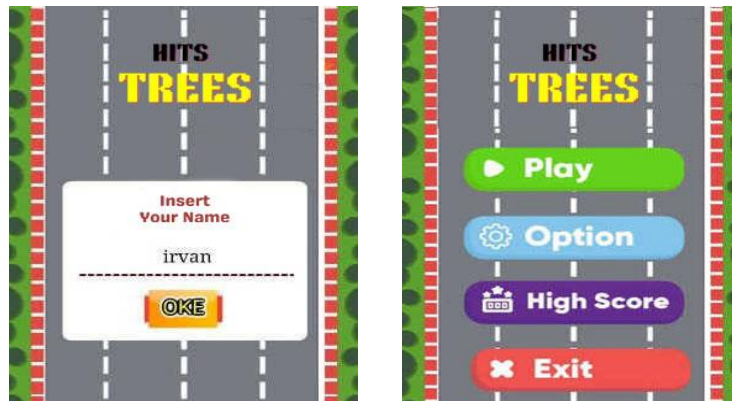 HITS
TREES
Insert
Your Name
irvan
OKE
HITS
TREES
Play
Option
High Score
Exit